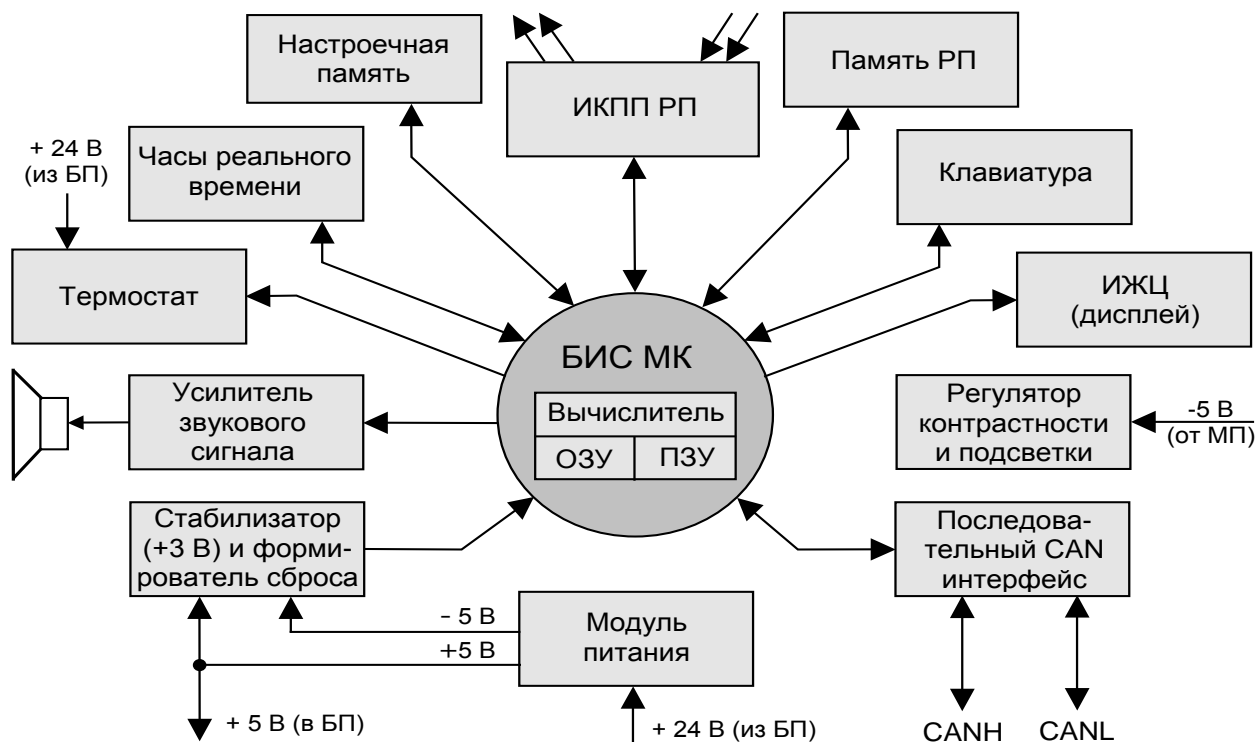 Настроечная
память
ИКПП РП
Память РП
+ 24 В
(из БП)
Часы реального
времени
Клавиатура
Термостат
ИЖЦ
(дисплей)
БИС МК
Вычислитель
ОЗУ
ПЗУ
Усилитель
звукового
сигнала
Регулятор
контрастности
и подсветки
-5 В
(от МП)
Стабилизатор
(+3 В) и форми-
рователь сброса
Последова-
тельный CAN
интерфейс
- 5 В
+5 В
Модуль
питания
+ 5 В (в БП)
+ 24 В (из БП)
CANH
CANL